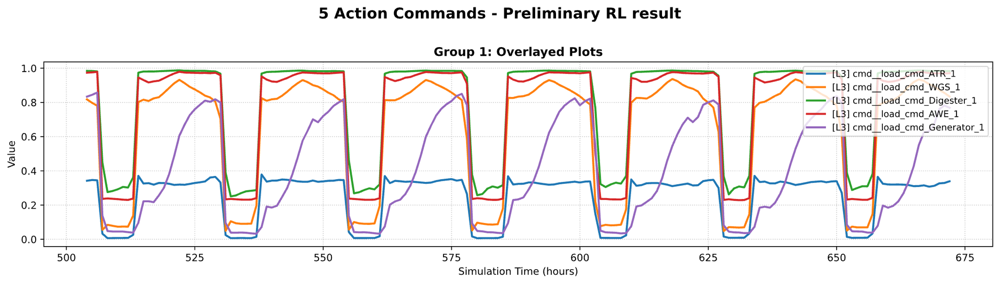 5 Action Commands - Preliminary RL result
Group 1: Overlayed Plots
1.0
0.8
0.6
0.4
0.2
0.0
Value
[L3] cmd__load_cmd_ATR_1
[L3] cmd__load_cmd_WGS_1
[L3] cmd__load_cmd_Digester_1
[L3] cmd__load_cmd_AWE_1
[L3] cmd__load_cmd_Generator_1
500 525 550 575 600 625 650 675
Simulation Time (hours)